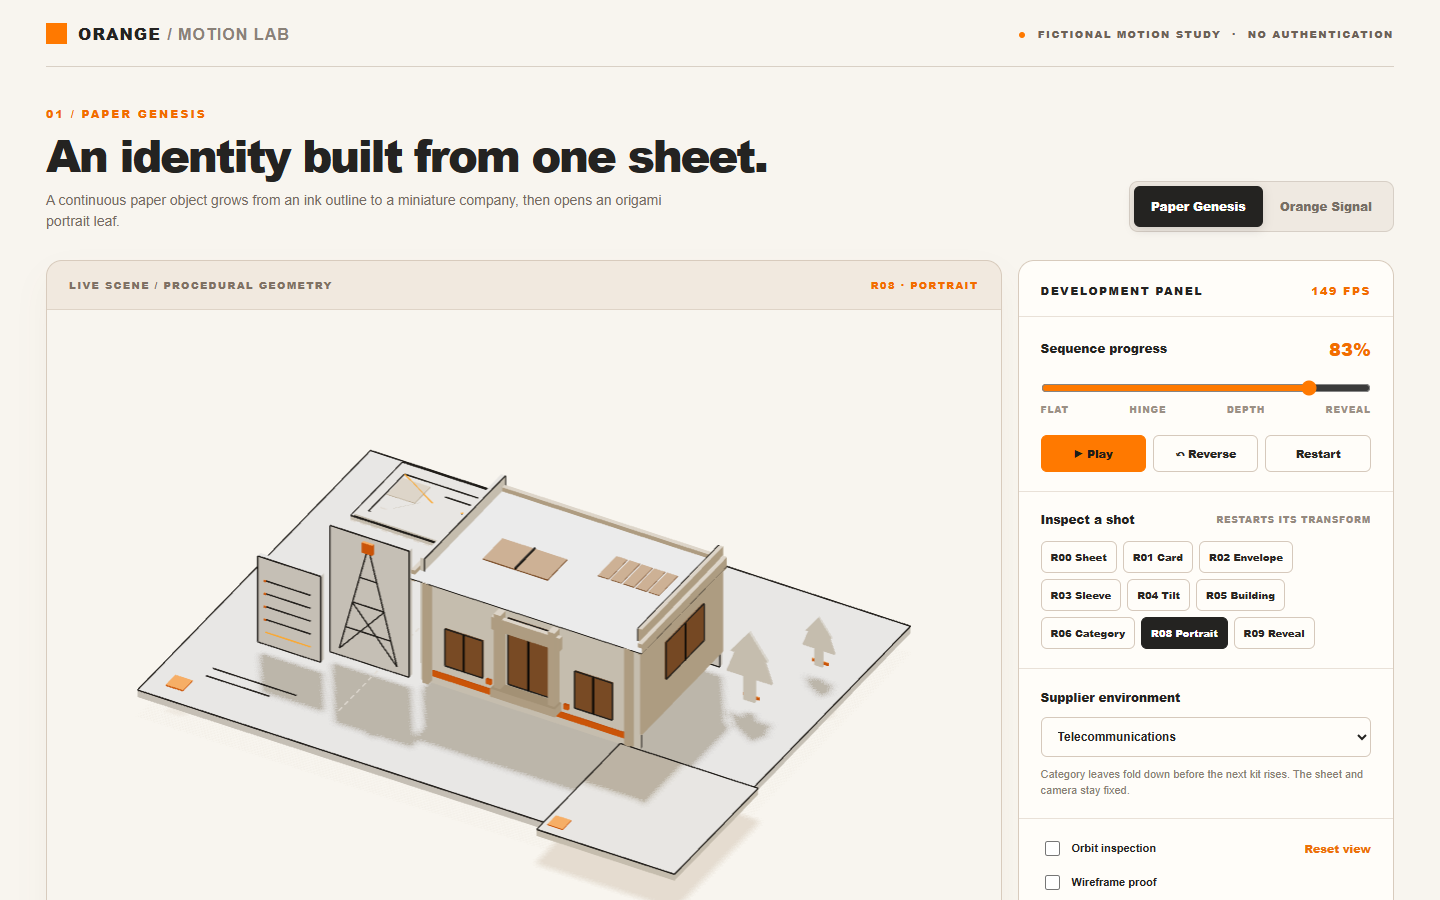 ORANGE / MOTION LAB
FICTIONAL MOTION STUDY · NO AUTHENTICATION
01 / PAPER GENESIS
An identity built from one sheet.
A continuous paper object grows from an ink outline to a miniature company, then opens an origami
portrait leaf.
Paper Genesis
Orange Signal
LIVE SCENE / PROCEDURAL GEOMETRY
R08 · PORTRAIT
DEVELOPMENT PANEL
149 FPS
Sequence progress
83%
FLAT HINGE DEPTH REVEAL
▶ Play
↶ Reverse
Restart
Inspect a shot
RESTARTS ITS TRANSFORM
R00 Sheet
R01 Card
R02 Envelope
R03 Sleeve
R04 Tilt
R05 Building
R06 Category
R08 Portrait
R09 Reveal
Supplier environment
Telecommunications
Category leaves fold down before the next kit rises. The sheet and
camera stay fixed.
Orbit inspection
Reset view
Wireframe proof